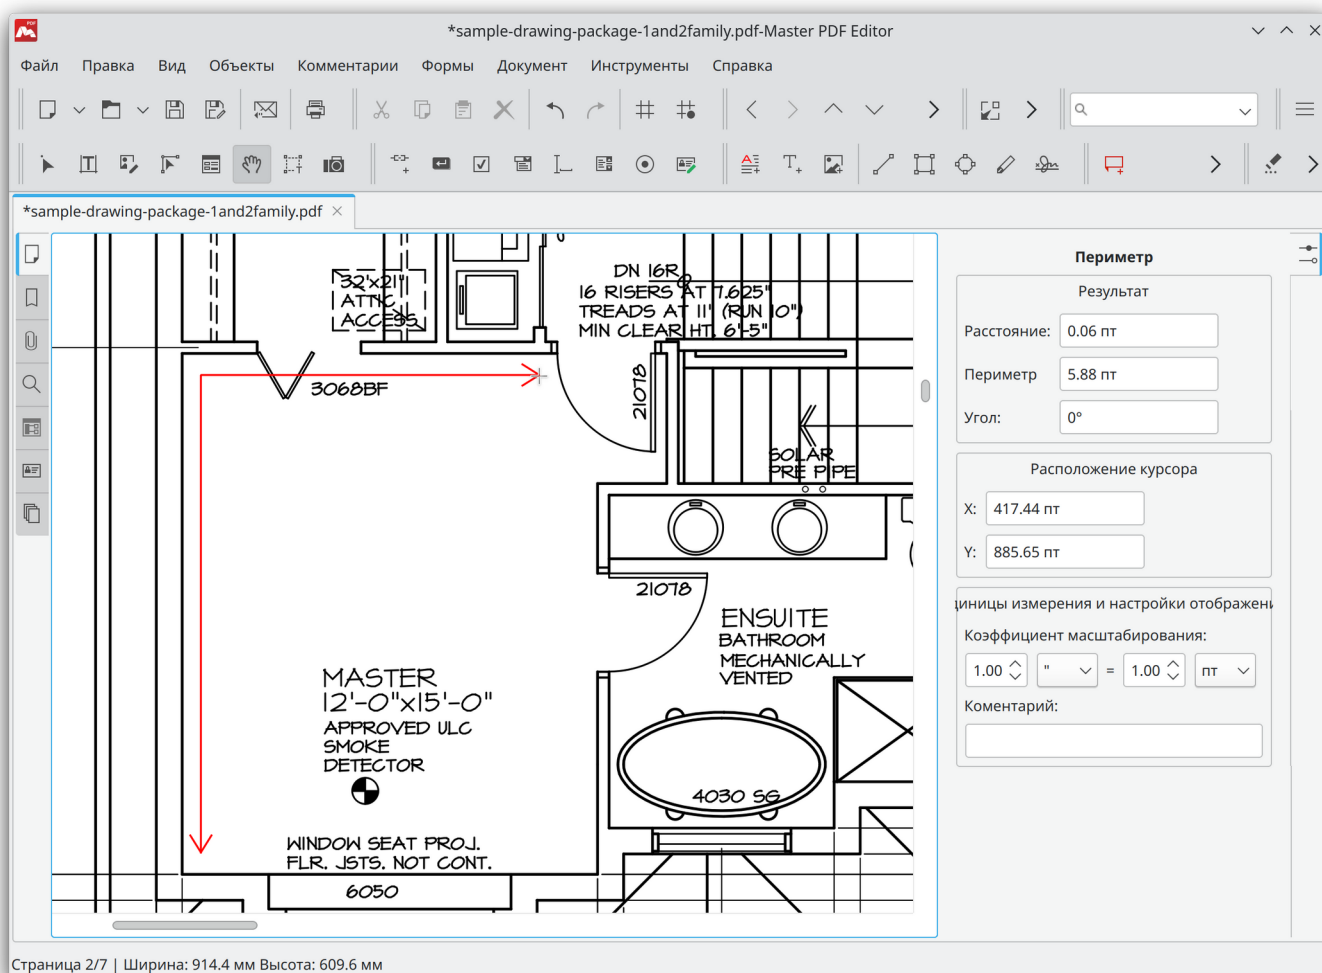 *sample-drawing-package-1and2family.pdf-Master PDF Editor
Файл Правка Вид Объекты Комментарии Формы Документ Инструменты Справка
*sample-drawing-package-1and2family.pdf
32"x21"
ATTIC
ACCESS
DN 16R
16 RISERS AT 7.625"
TREADS AT 11" (RUN 10")
MIN CLEAR HT. 6'-5"
3068BF
21078
SOLAR
PRE PIPE
21078
ENSUITE
BATHROOM
MECHANICALLY
VENTED
MASTER
12'-0"x15'-0"
APPROVED ULC
SMOKE
DETECTOR
4030 SG
WINDOW SEAT PROJ.
FLR. JSTS. NOT CONT.
6050
Периметр
Результат
Расстояние: 0.06 пт
Периметр 5.88 пт
Угол: 0°
Расположение курсора
X: 417.44 пт
Y: 885.65 пт
диницы измерения и настройки отображени
Коэффициент масштабирования:
1.00 " = 1.00 пт
Коментарий:
Страница 2/7 | Ширина: 914.4 мм Высота: 609.6 мм